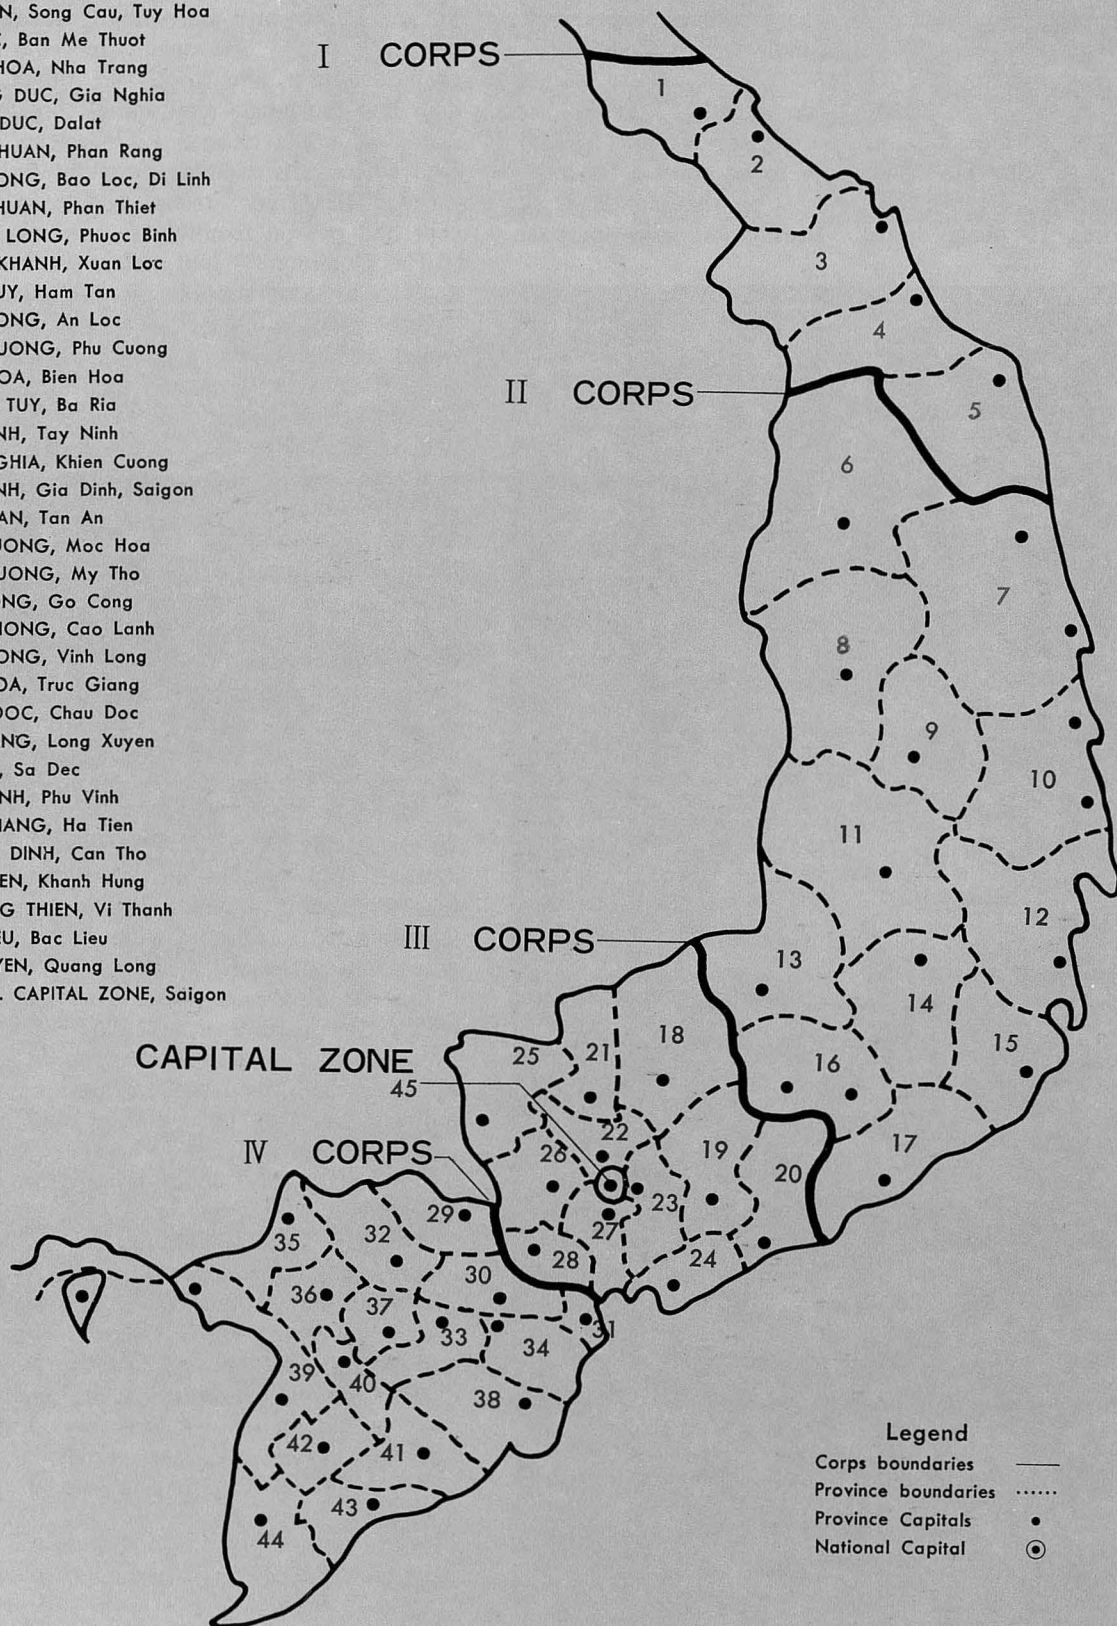 N, Song Cau, Tuy Hoa
, Ban Me Thuot
HOA, Nha Trang
G DUC, Gia Nghia
DUC, Dalat
HUAN, Phan Rang
ONG, Bao Loc, Di Linh
HUAN, Phan Thiet
LONG, Phuoc Binh
KHANH, Xuan Loc
UY, Ham Tan
ONG, An Loc
UONG, Phu Cuong
OA, Bien Hoa
TUY, Ba Ria
NH, Tay Ninh
GHIA, Khien Cuong
NH, Gia Dinh, Saigon
AN, Tan An
UONG, Moc Hoa
UONG, My Tho
ONG, Go Cong
HONG, Cao Lanh
ONG, Vinh Long
OA, Truc Giang
DOC, Chau Doc
ANG, Long Xuyen
, Sa Dec
NH, Phu Vinh
IANG, Ha Tien
DINH, Can Tho
EN, Khanh Hung
G THIEN, Vi Thanh
EU, Bac Lieu
YEN, Quang Long
. CAPITAL ZONE, Saigon
I CORPS
1
2
3
4
II CORPS
5
6
7
8
9
10
11
12
III CORPS
13
14
15
16
17
18
CAPITAL ZONE
45
25
21
22
19
20
IV CORPS
26
23
27
24
28
29
35
32
30
36
37
33
31
34
39
40
38
42
41
43
44
Legend
Corps boundaries
Province boundaries
Province Capitals
National Capital